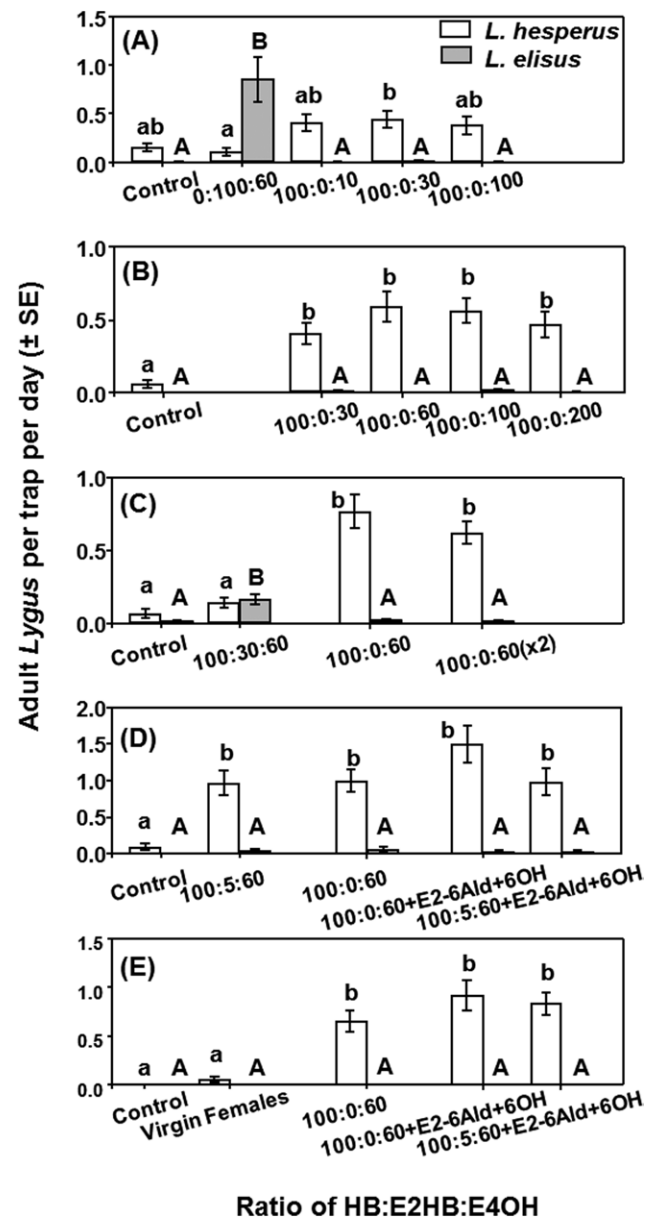 Adult Lygus per trap per day (± SE)
(A)
L. hesperus
L. elisus
1.5
1.0
0.5
0.0
ab A a B ab A b A ab A
Control 0:100:60 100:0:10 100:0:30 100:0:100
(B)
1.0
0.5
0.0
a A b A b A b A b A
Control 100:0:30 100:0:60 100:0:100 100:0:200
(C)
1.0
0.5
0.0
a A a B b A b A
Control 100:30:60 100:0:60 100:0:60(x2)
(D)
2.0
1.5
1.0
0.5
0.0
a A b A b A b A b A
Control 100:5:60 100:0:60 100:0:60+E2-6Ald+6OH 100:5:60+E2-6Ald+6OH
(E)
1.5
1.0
0.5
0.0
a A a A b A b A b A
Control Virgin Females 100:0:60 100:0:60+E2-6Ald+6OH 100:5:60+E2-6Ald+6OH
Ratio of HB:E2HB:E4OH